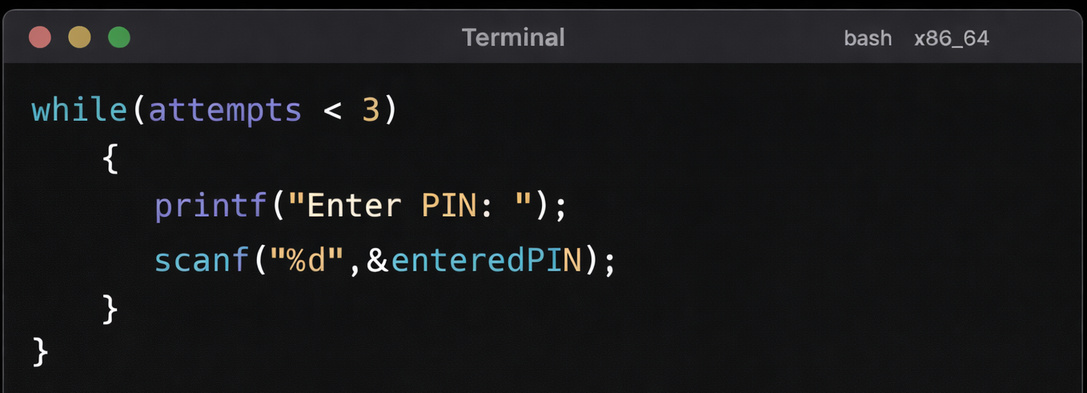 Terminal bash x86_64
while(attempts < 3)
{
printf("Enter PIN: ");
scanf("%d",&enteredPIN);
}
}